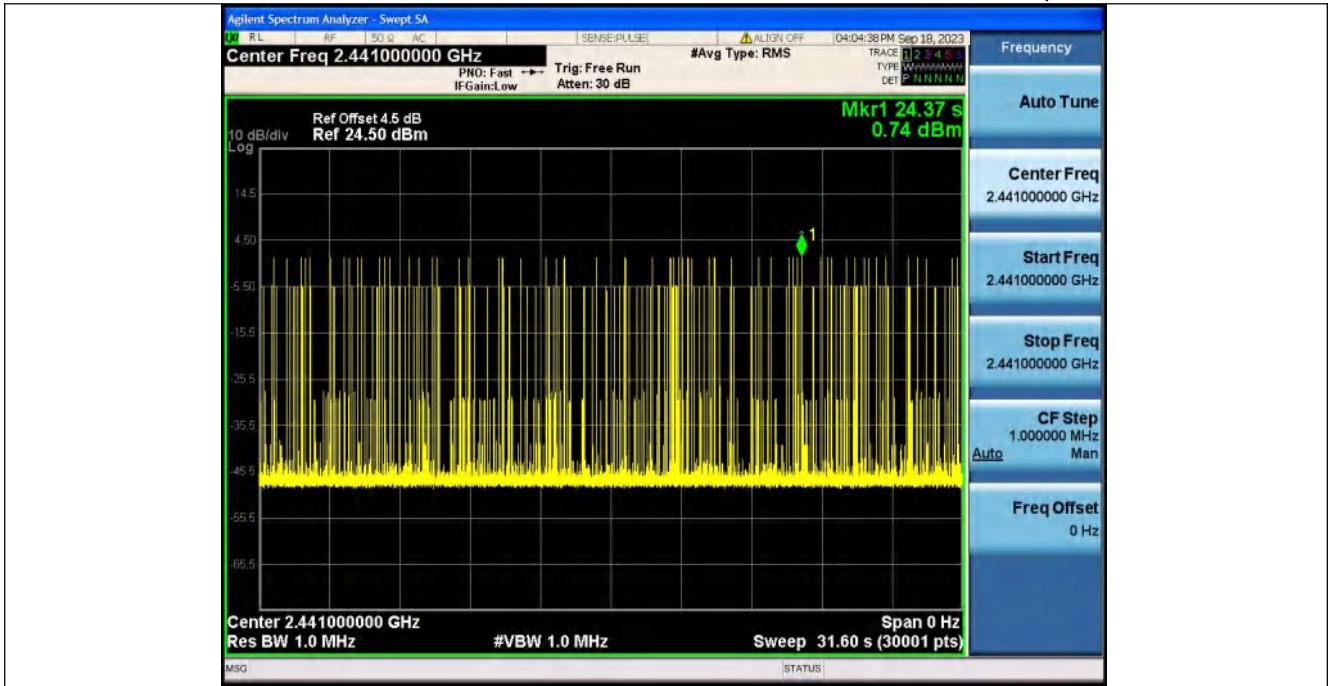 Agilent Spectrum Analyzer - Swept SA
RL RF 50 Ω AC SENSE:PULSE ALIGN OFF 04:04:38 PM Sep 18, 2023
Center Freq 2.441000000 GHz #Avg Type: RMS TRACE 1 2 3 4 5 6
PNO: Fast Trig: Free Run TYPE
IFGain:Low Atten: 30 dB DET P N N N N N
Mkr1 24.37 s
Ref Offset 4.5 dB
10 dB/div Ref 24.50 dBm 0.74 dBm
Log
14.5
4.50
-5.50
-15.5
-25.5
-35.5
-45.5
-55.5
-65.5
1
Center 2.441000000 GHz Span 0 Hz
Res BW 1.0 MHz #VBW 1.0 MHz Sweep 31.60 s (30001 pts)
MSG STATUS
Frequency
Auto Tune
Center Freq
2.441000000 GHz
Start Freq
2.441000000 GHz
Stop Freq
2.441000000 GHz
CF Step
1.000000 MHz
Auto Man
Freq Offset
0 Hz